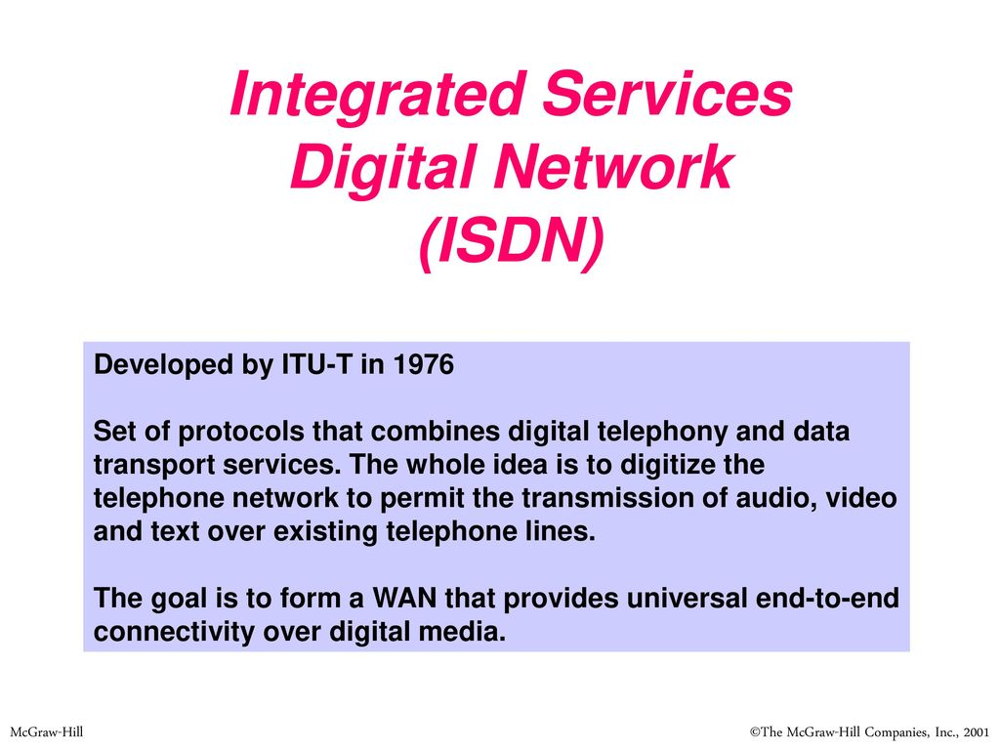 Integrated Services
Digital Network
(ISDN)
Developed by ITU-T in 1976
Set of protocols that combines digital telephony and data
transport services. The whole idea is to digitize the
telephone network to permit the transmission of audio, video
and text over existing telephone lines.
The goal is to form a WAN that provides universal end-to-end
connectivity over digital media.
McGraw-Hill
©The McGraw-Hill Companies, Inc., 2001